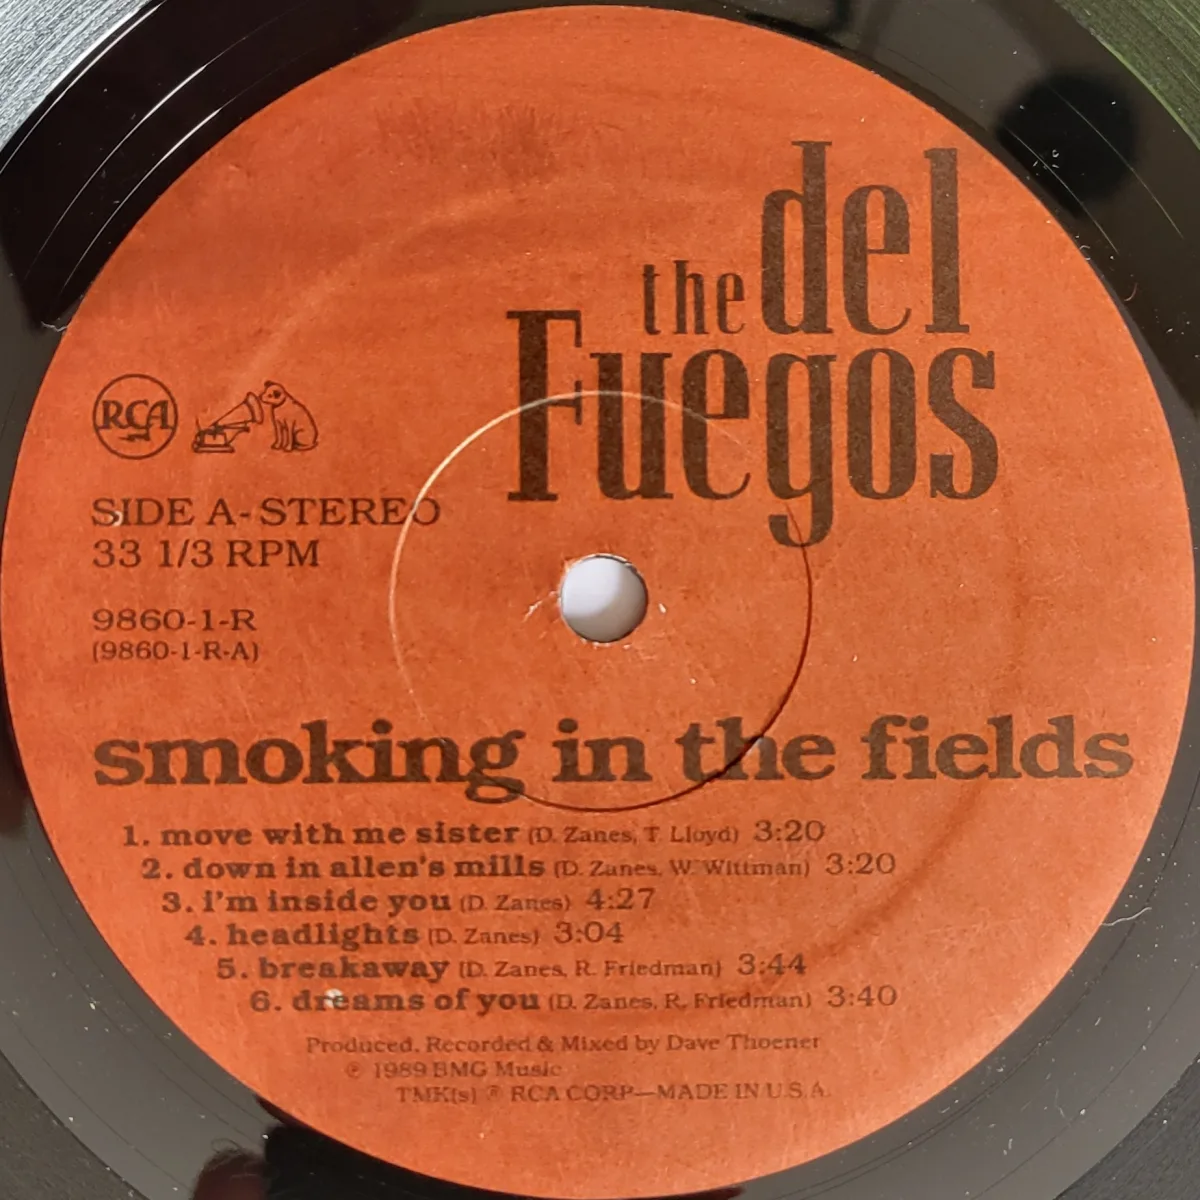 the del
Fuegos
RCA
SIDE A-STEREO
33 1/3 RPM
9860-1-R
(9860-1-R-A)
smoking in the fields
1. move with me sister (D. Zanes, T. Lloyd) 3:20
2. down in allen's mills (D. Zanes, W. Wittman) 3:20
3. i'm inside you (D. Zanes) 4:27
4. headlights (D. Zanes) 3:04
5. breakaway (D. Zanes, R. Friedman) 3:44
6. dreams of you (D. Zanes, R. Friedman) 3:40
Produced, Recorded & Mixed by Dave Thoener
℗ 1989 BMG Music
TMK(s) ® RCA CORP—MADE IN U.S.A.